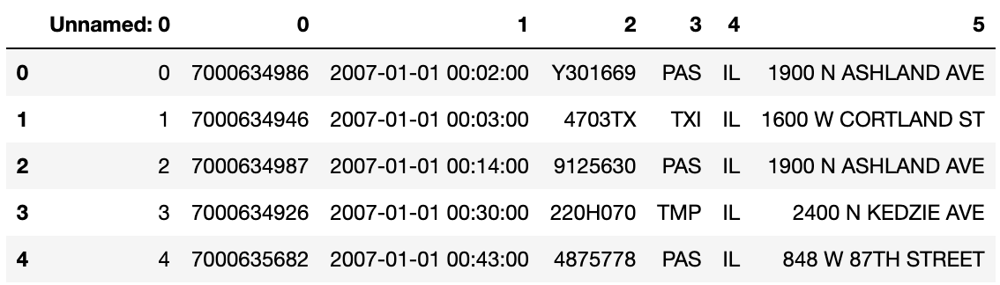 Unnamed: 0 0 1 2 3 4 5
0 0 7000634986 2007-01-01 00:02:00 Y301669 PAS IL 1900 N ASHLAND AVE
1 1 7000634946 2007-01-01 00:03:00 4703TX TXI IL 1600 W CORTLAND ST
2 2 7000634987 2007-01-01 00:14:00 9125630 PAS IL 1900 N ASHLAND AVE
3 3 7000634926 2007-01-01 00:30:00 220H070 TMP IL 2400 N KEDZIE AVE
4 4 7000635682 2007-01-01 00:43:00 4875778 PAS IL 848 W 87TH STREET